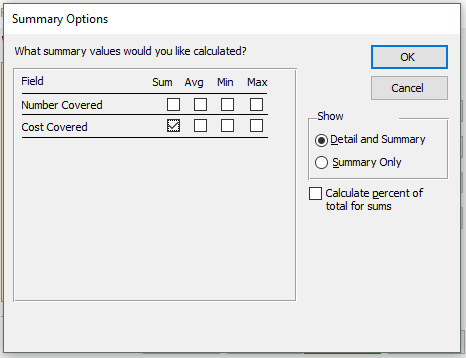 Summary Options
What summary values would you like calculated?
OK
Cancel
Field Sum Avg Min Max
Number Covered
Cost Covered
Show
Detail and Summary
Summary Only
Calculate percent of
total for sums